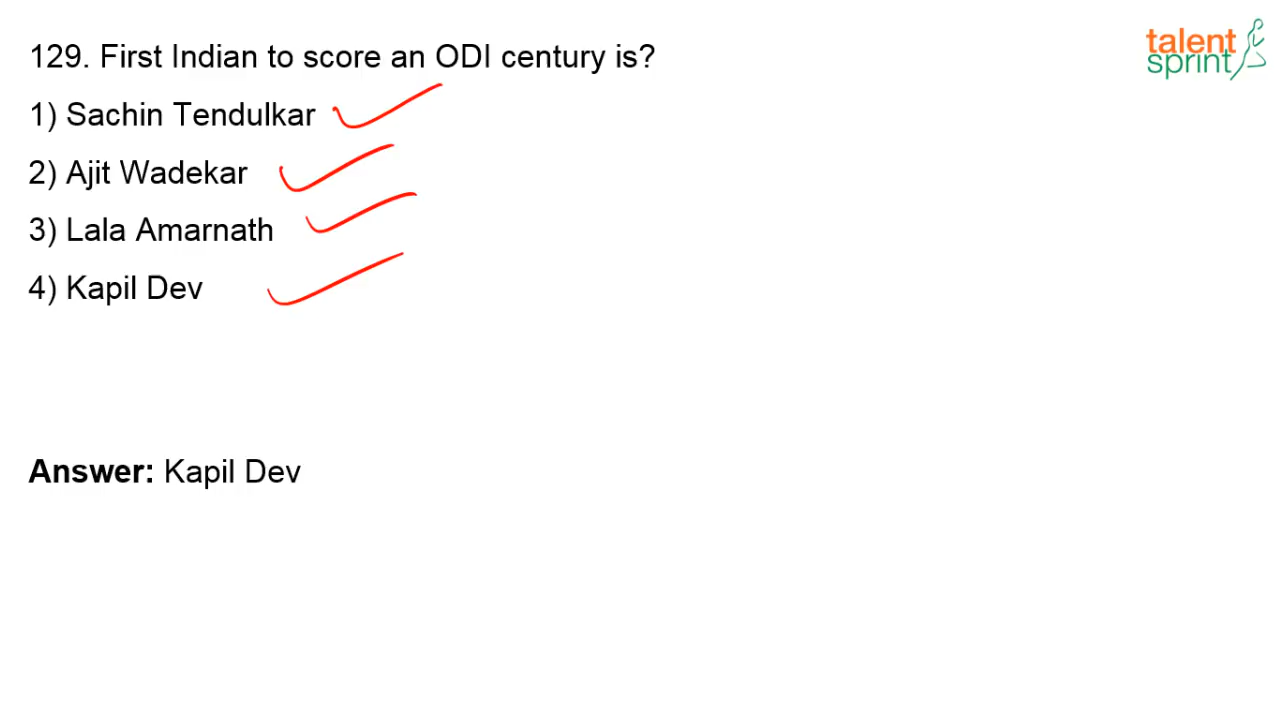 129. First Indian to score an ODI century is?
talent
sprint
1) Sachin Tendulkar
2) Ajit Wadekar
3) Lala Amarnath
4) Kapil Dev
Answer: Kapil Dev